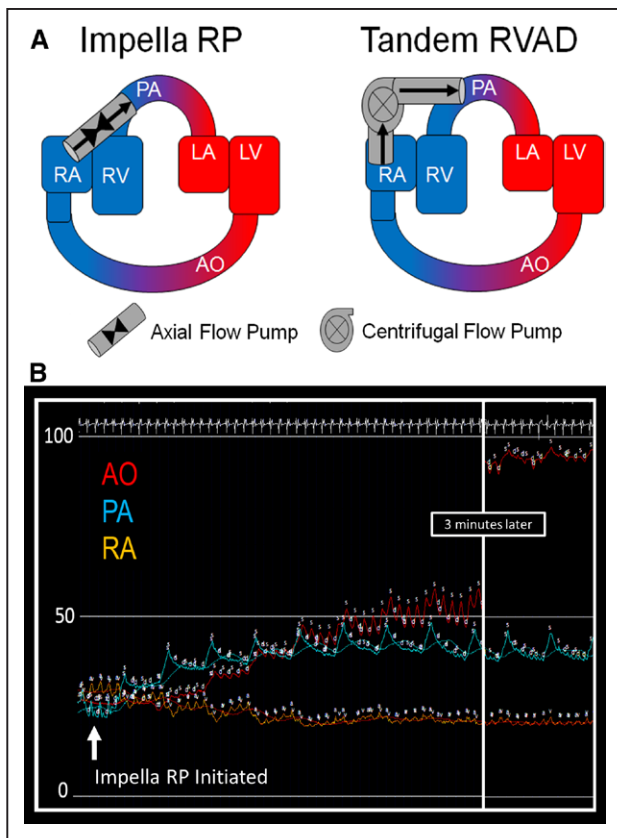 A
Impella RP
Tandem RVAD
PA
RA
RV
LA
LV
AO
PA
RA
RV
LA
LV
AO
Axial Flow Pump
Centrifugal Flow Pump
B
100
AO
PA
RA
3 minutes later
50
Impella RP Initiated
0